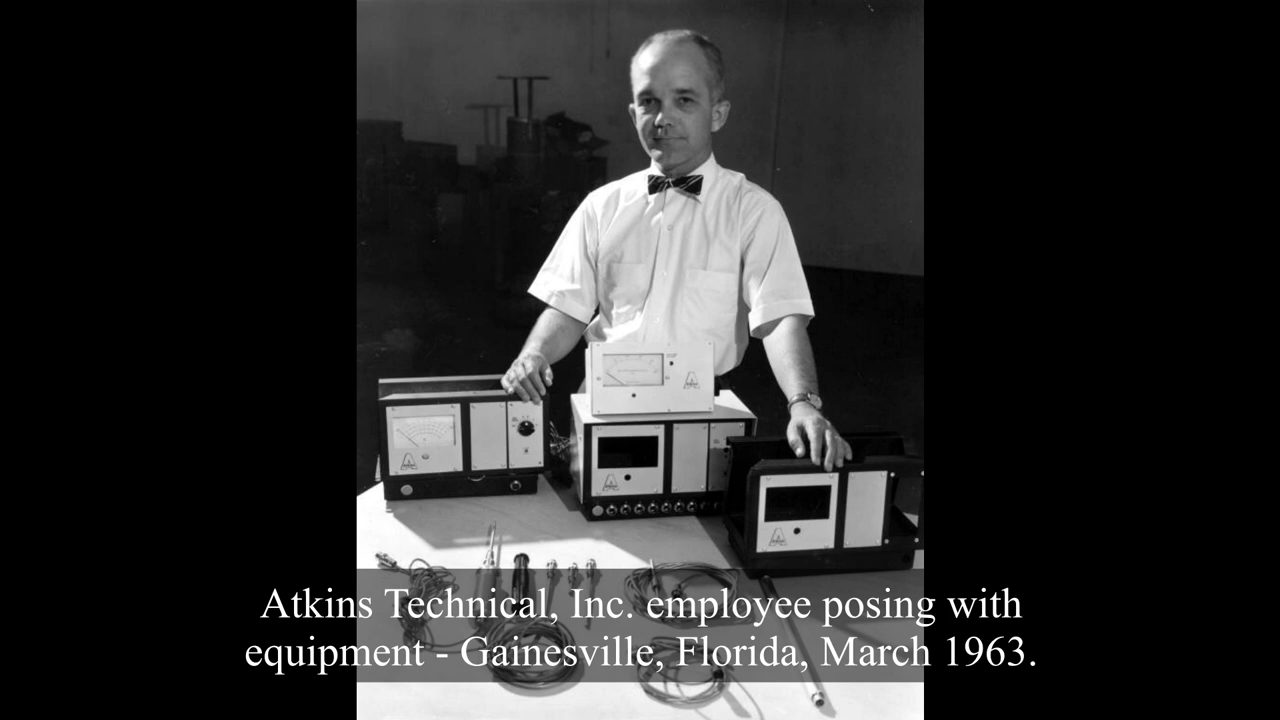 Atkins Technical, Inc. employee posing with
equipment - Gainesville, Florida, March 1963.